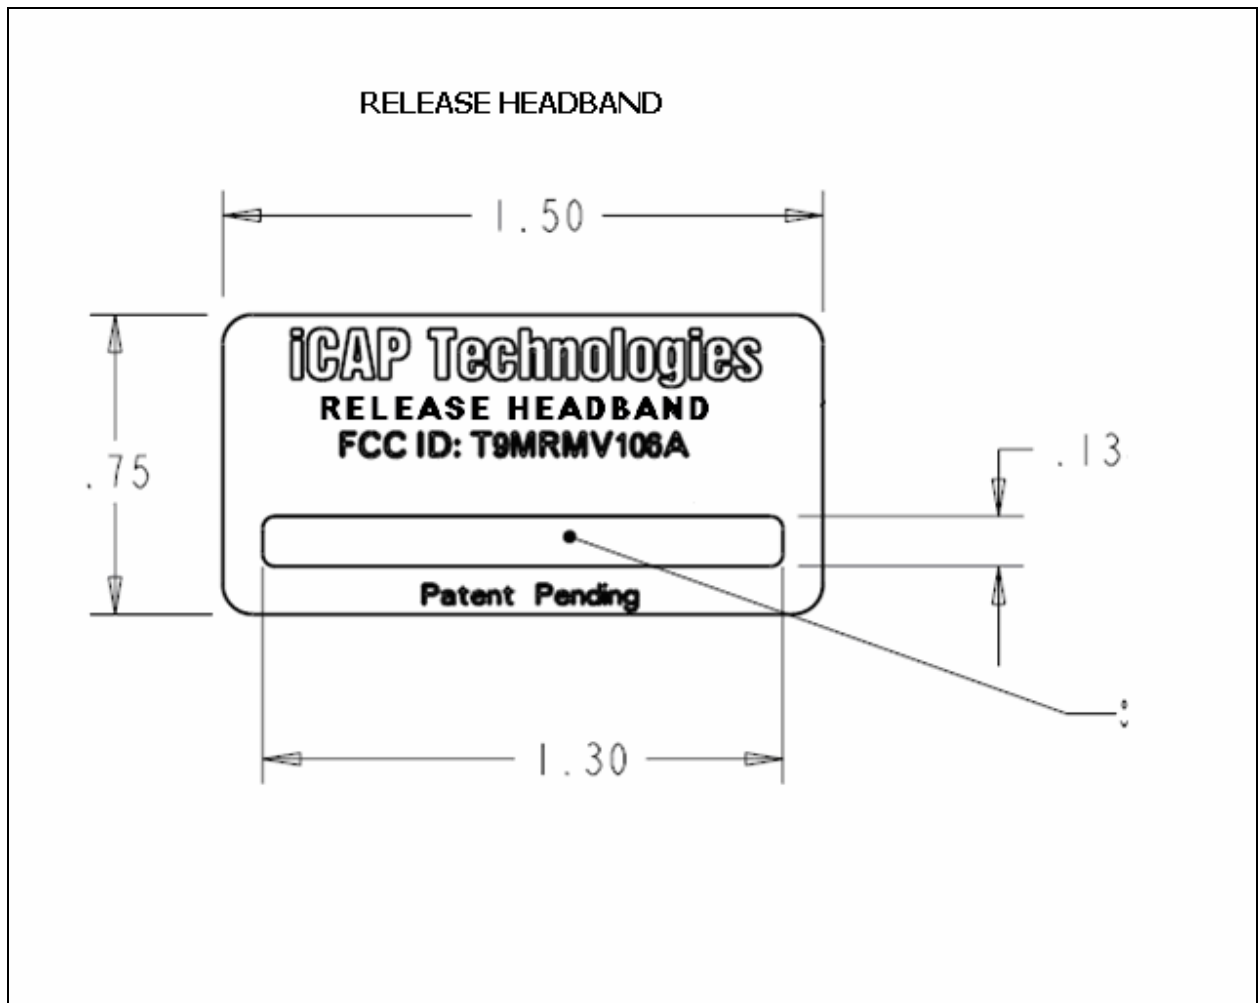 RELEASE HEADBAND
1.50
iCAP Technologies
RELEASE HEADBAND
FCC ID: T9MRMV106A
.75
.13
Patent Pending
1.30